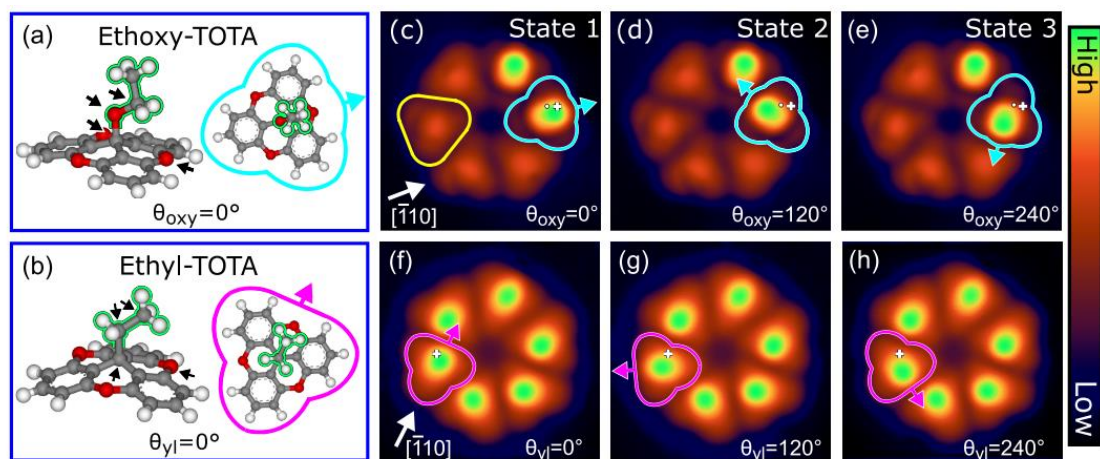 (a) Ethoxy-TOTA
θoxy=0°
(c) State 1
[1̄10]
θoxy=0°
(d) State 2
θoxy=120°
(e) State 3
θoxy=240°
High
(b) Ethyl-TOTA
θyl=0°
(f)
[1̄10]
θyl=0°
(g)
θyl=120°
(h)
θyl=240°
Low